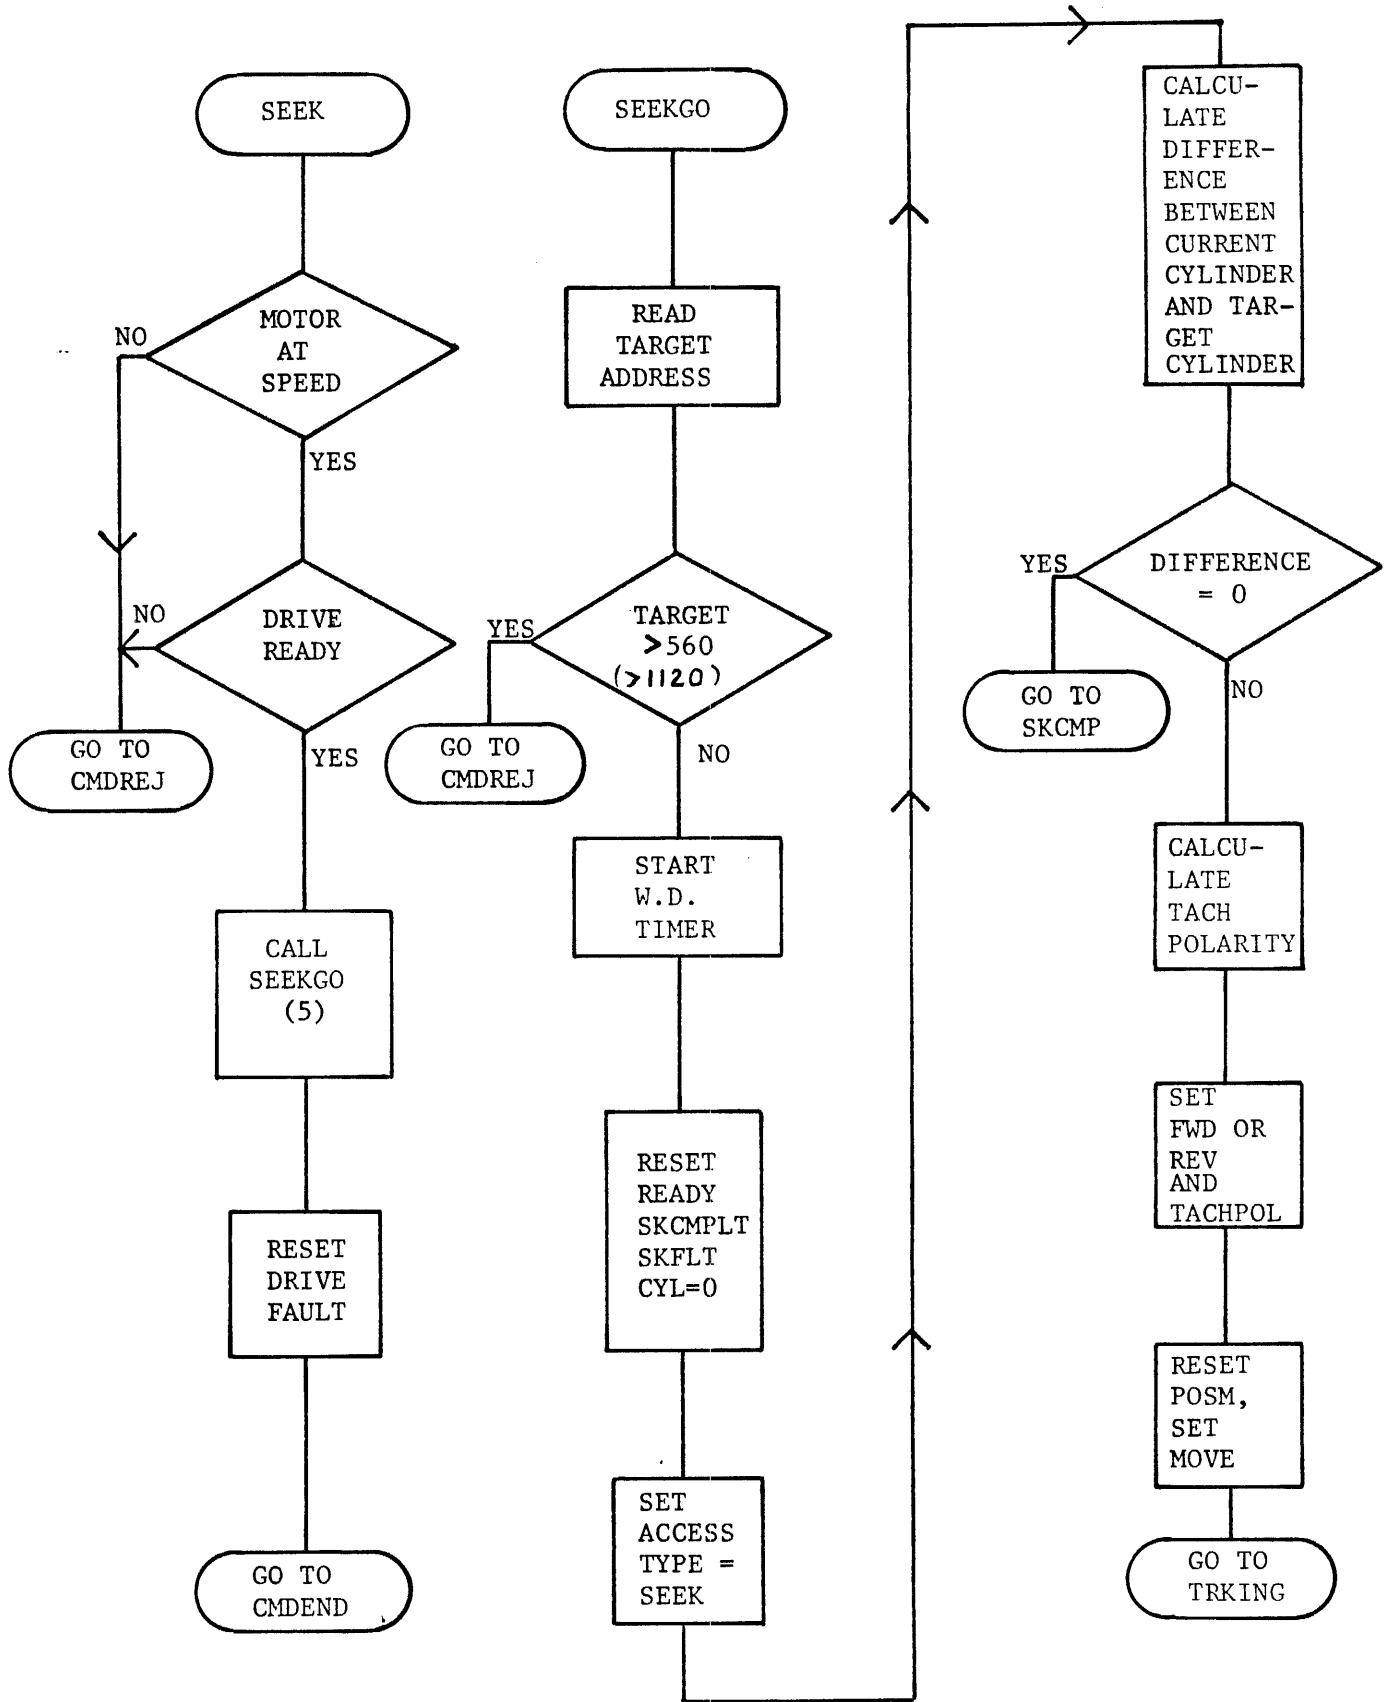 SEEK
MOTOR
AT
SPEED
NO
YES
DRIVE
READY
NO
GO TO
CMDREJ
YES
CALL
SEEKGO
(5)
RESET
DRIVE
FAULT
GO TO
CMDEND
SEEKGO
READ
TARGET
ADDRESS
TARGET
>560
(>1120)
YES
GO TO
CMDREJ
NO
START
W.D.
TIMER
RESET
READY
SKCMPLT
SKFLT
CYL=0
SET
ACCESS
TYPE =
SEEK
CALCU-
LATE
DIFFER-
ENCE
BETWEEN
CURRENT
CYLINDER
AND TAR-
GET
CYLINDER
DIFFERENCE
= 0
YES
GO TO
SKCMP
NO
CALCU-
LATE
TACH
POLARITY
SET
FWD OR
REV
AND
TACHPOL
RESET
POSM,
SET
MOVE
GO TO
TRKING